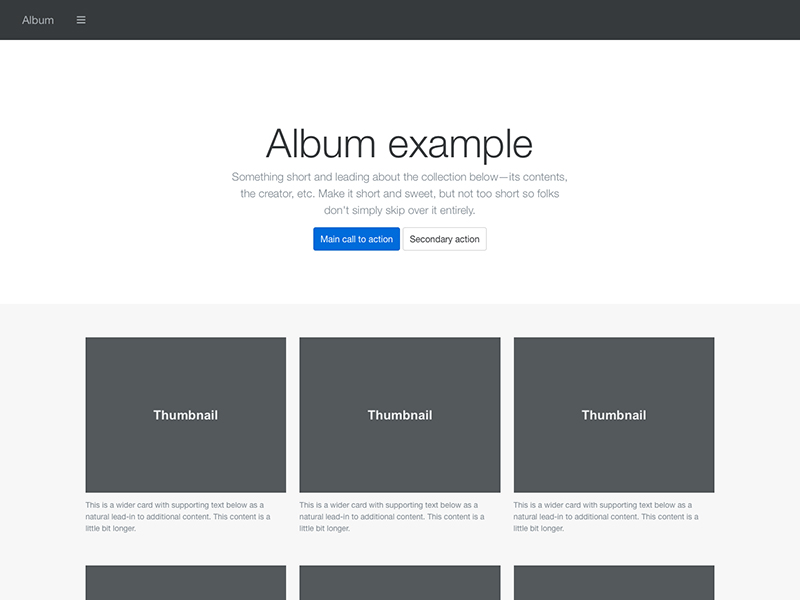 Album
Album example
Something short and leading about the collection below—its contents,
the creator, etc. Make it short and sweet, but not too short so folks
don't simply skip over it entirely.
Main call to action Secondary action
Thumbnail Thumbnail Thumbnail
This is a wider card with supporting text below as a
natural lead-in to additional content. This content is a
little bit longer.
This is a wider card with supporting text below as a
natural lead-in to additional content. This content is a
little bit longer.
This is a wider card with supporting text below as a
natural lead-in to additional content. This content is a
little bit longer.